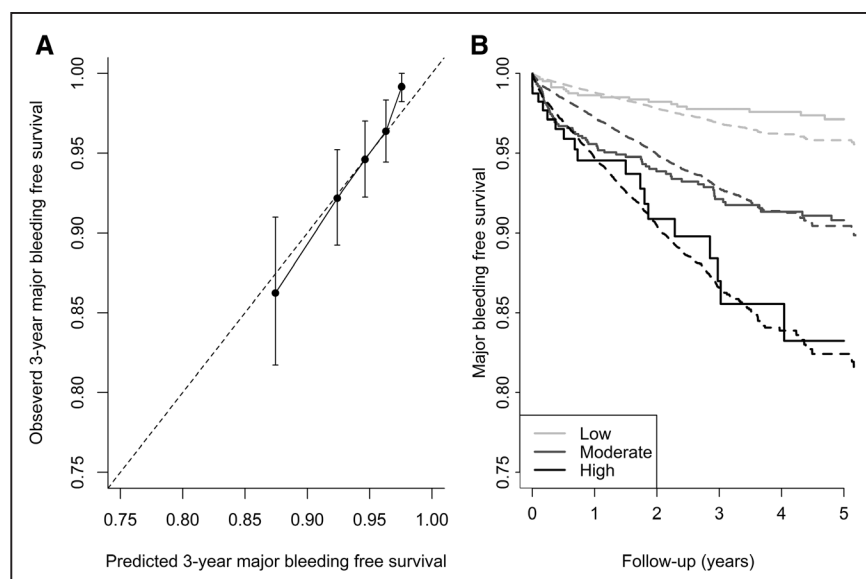 A
Obseverd 3-year major bleeding free survival
1.00
0.95
0.90
0.85
0.80
0.75
0.75 0.80 0.85 0.90 0.95 1.00
Predicted 3-year major bleeding free survival
B
Major bleeding free survival
1.00
0.95
0.90
0.85
0.80
0.75
Low
Moderate
High
0 1 2 3 4 5
Follow-up (years)